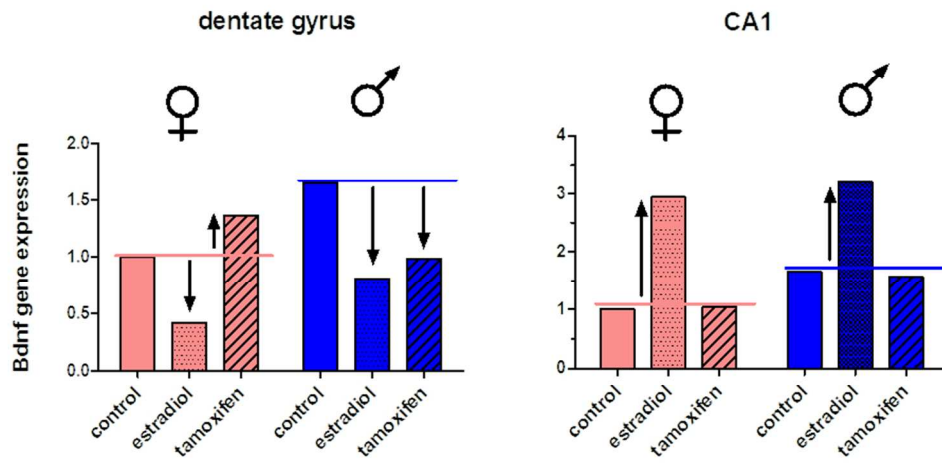 dentate gyrus
CA1
Bdnf gene expression
2.0
1.5
1.0
0.5
0.0
control
estradiol
tamoxifen
control
estradiol
tamoxifen
4
3
2
1
0
control
estradiol
tamoxifen
control
estradiol
tamoxifen